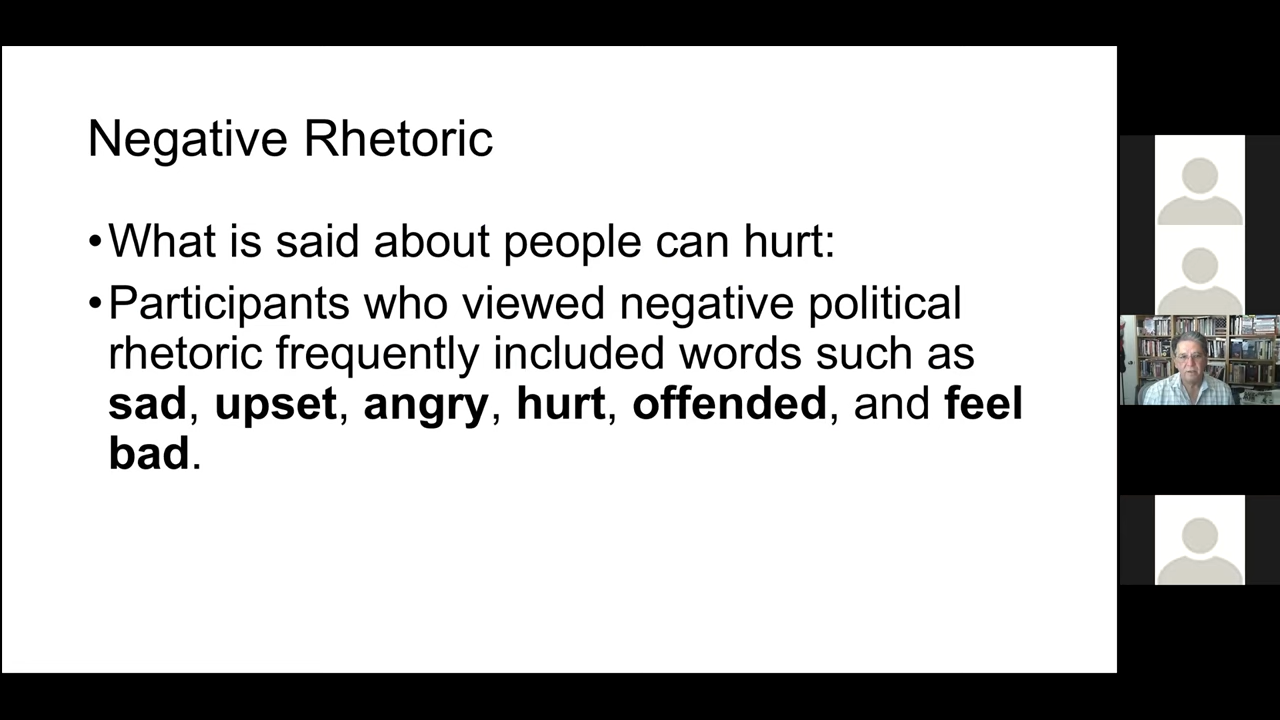 Negative Rhetoric
•What is said about people can hurt:
•Participants who viewed negative political
rhetoric frequently included words such as
sad, upset, angry, hurt, offended, and feel
bad.